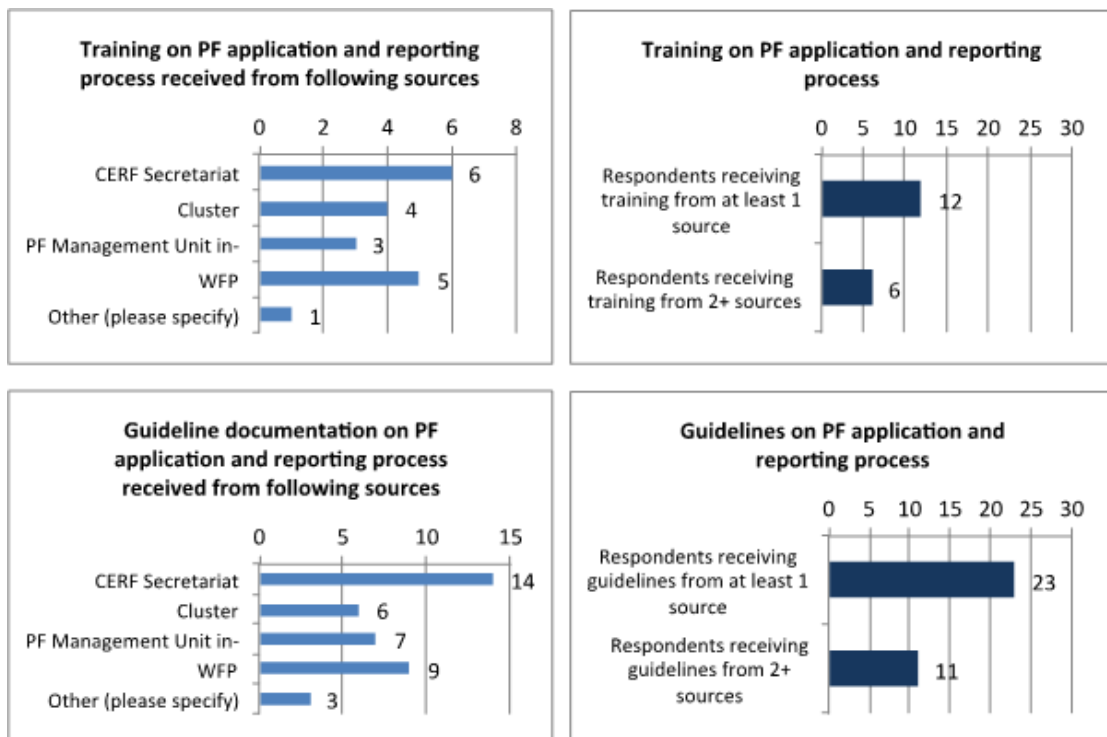 Training on PF application and reporting
process received from following sources
0 2 4 6 8
CERF Secretariat 6
Cluster 4
PF Management Unit in- 3
WFP 5
Other (please specify) 1
Training on PF application and reporting
process
0 5 10 15 20 25 30
Respondents receiving
training from at least 1
source
12
Respondents receiving
training from 2+ sources
6
Guideline documentation on PF
application and reporting process
received from following sources
0 5 10 15
CERF Secretariat 14
Cluster 6
PF Management Unit in- 7
WFP 9
Other (please specify) 3
Guidelines on PF application and
reporting process
0 5 10 15 20 25 30
Respondents receiving
guidelines from at least 1
source
23
Respondents receiving
guidelines from 2+
sources
11